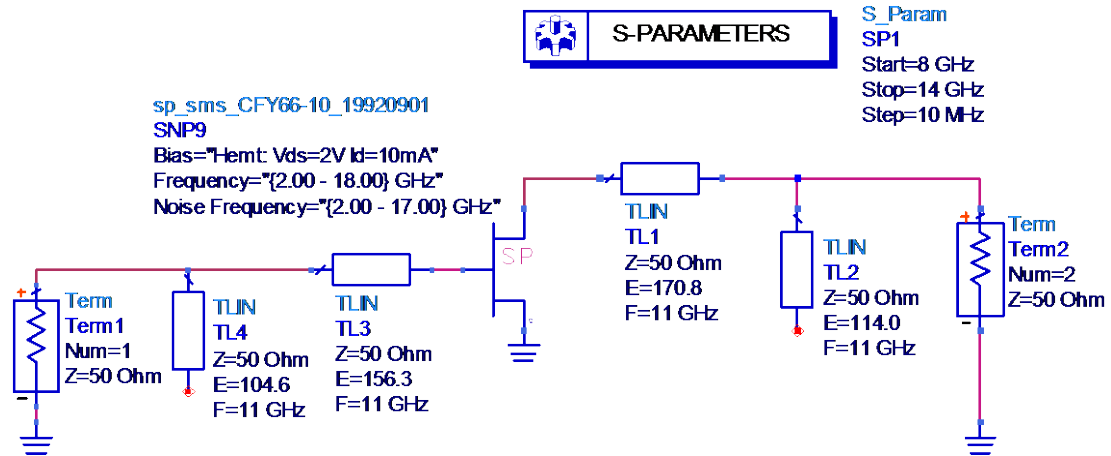 S-PARAMETERS
S_Param
SP1
Start=8 GHz
Stop=14 GHz
Step=10 MHz
sp_sms_CFY66-10_19920901
SNP9
Bias="Hemt: Vds=2V Id=10mA"
Frequency="{2.00 - 18.00} GHz"
Noise Frequency="{2.00 - 17.00} GHz"
SP
TLIN
TL1
Z=50 Ohm
E=170.8
F=11 GHz
TLIN
TL2
Z=50 Ohm
E=114.0
F=11 GHz
+
Term
Term2
Num=2
Z=50 Ohm
-
+
Term
Term1
Num=1
Z=50 Ohm
-
TLIN
TL4
Z=50 Ohm
E=104.6
F=11 GHz
TLIN
TL3
Z=50 Ohm
E=156.3
F=11 GHz